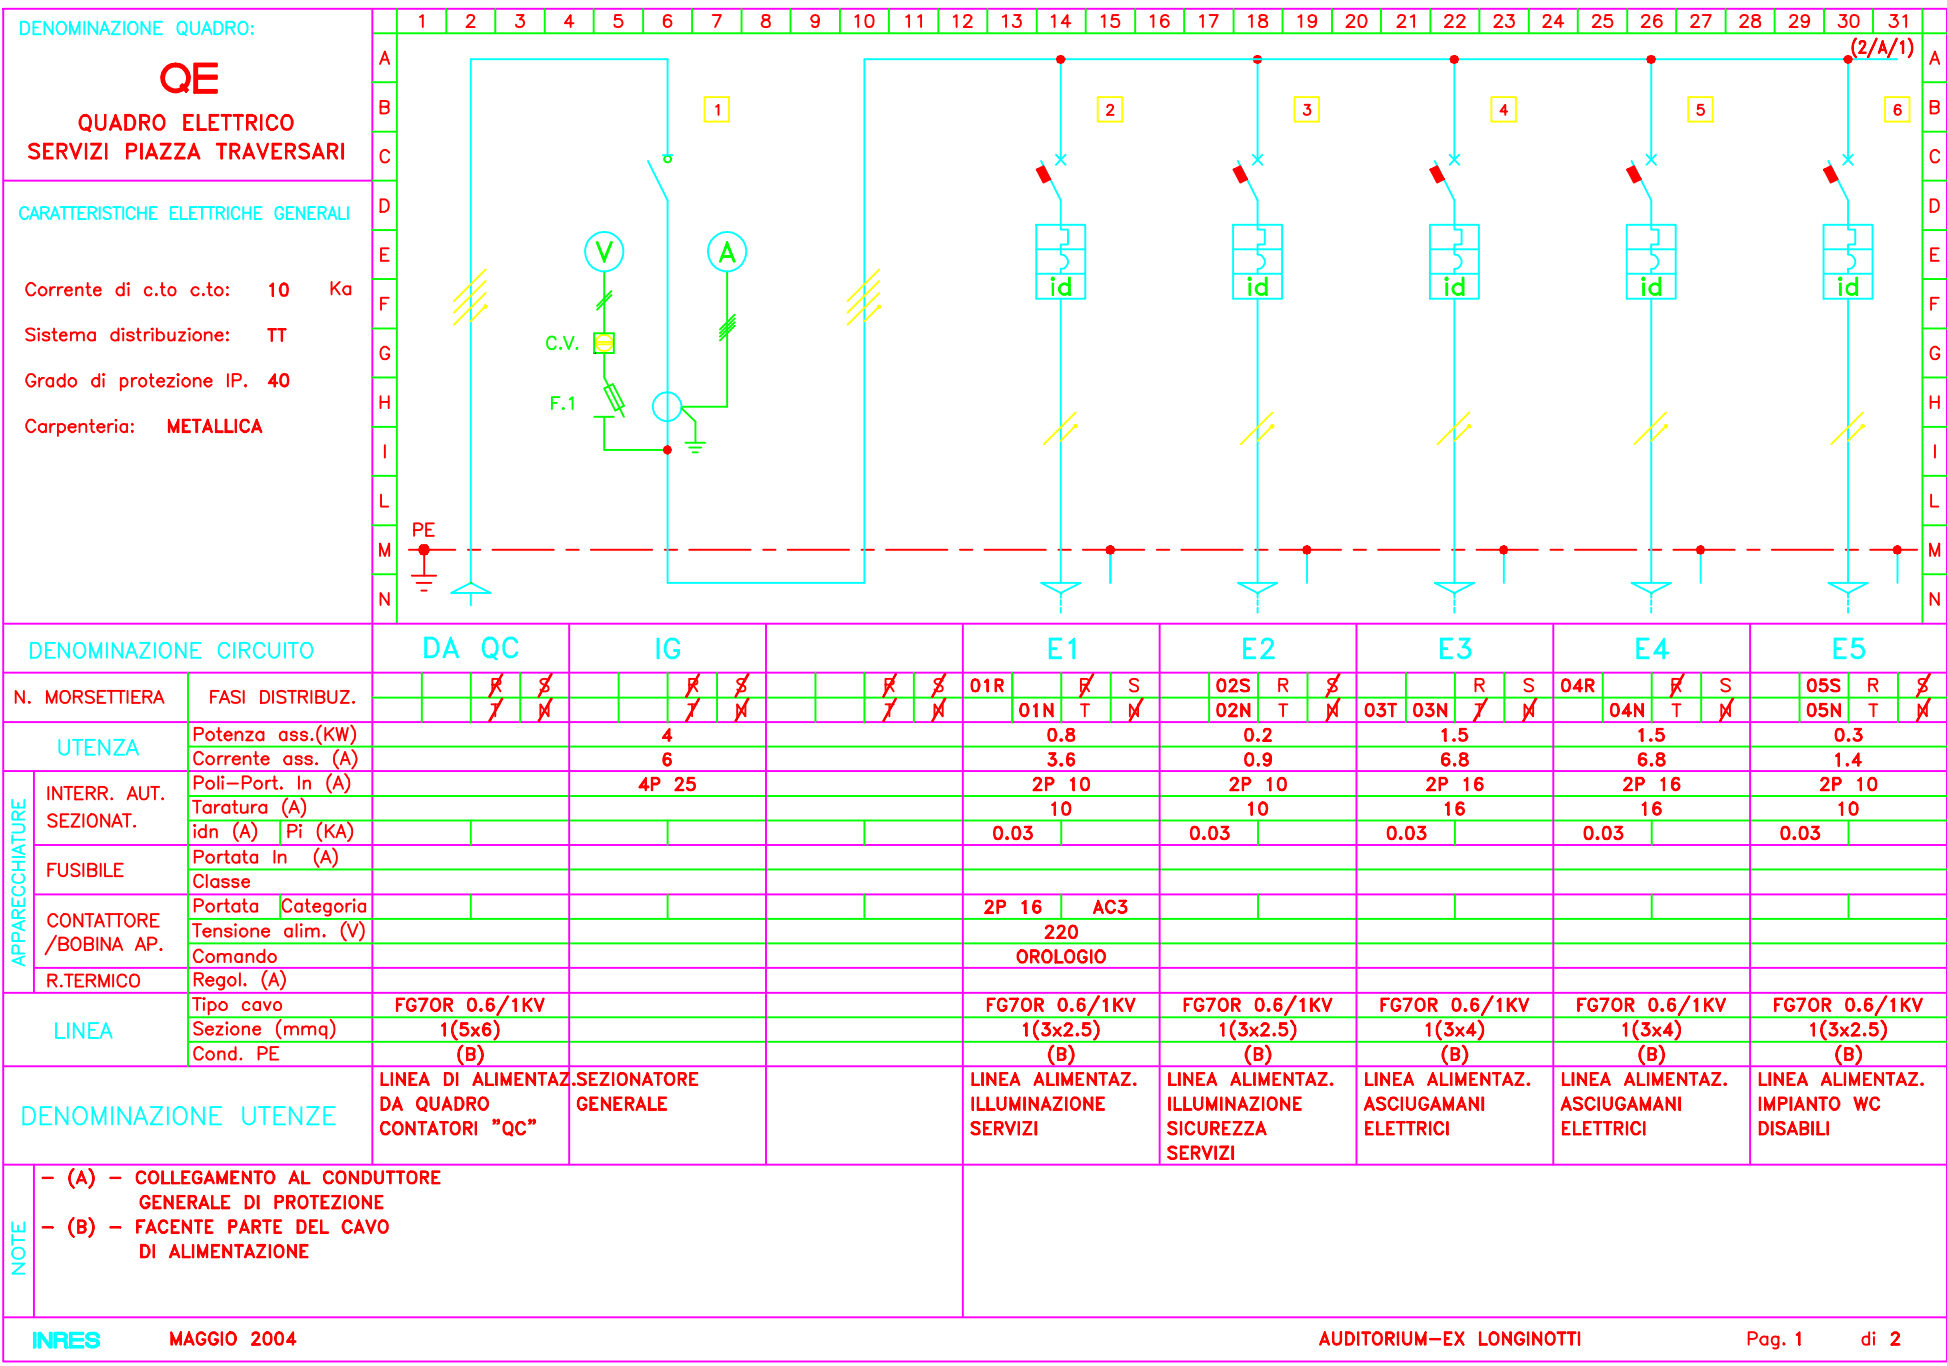 DENOMINAZIONE QUADRO:
QE
QUADRO ELETTRICO
SERVIZI PIAZZA TRAVERSARI
CARATTERISTICHE ELETTRICHE GENERALI
Corrente di c.to c.to: 10 Ka
Sistema distribuzione: TT
Grado di protezione IP. 40
Carpenteria: METALLICA
1 2 3 4 5 6 7 8 9 10 11 12 13 14 15 16 17 18 19 20 21 22 23 24 25 26 27 28 29 30 31
A (2/A/1) A
B 1 2 3 4 5 6 B
C C
D D
E V A E
id id id id id
F F
C.V.
G G
F.1
H H
I I
L L
PE
M M
N N
DENOMINAZIONE CIRCUITO DA QC IG E1 E2 E3 E4 E5
N. MORSETTIERA FASI DISTRIBUZ.
R S R S R S 01R R S 02S R S R S 04R R S 05S R S
T N T N T N 01N T N 02N T N 03T 03N T N 04N T N 05N T N
UTENZA
Potenza ass.(KW) 4 0.8 0.2 1.5 1.5 0.3
Corrente ass. (A) 6 3.6 0.9 6.8 6.8 1.4
APPARECCHIATURE
INTERR. AUT.
SEZIONAT.
Poli-Port. In (A) 4P 25 2P 10 2P 10 2P 16 2P 16 2P 10
Taratura (A) 10 10 16 16 10
idn (A) Pi (KA) 0.03 0.03 0.03 0.03 0.03
FUSIBILE
Portata In (A)
Classe
CONTATTORE
/BOBINA AP.
Portata Categoria 2P 16 AC3
Tensione alim. (V) 220
Comando OROLOGIO
R.TERMICO Regol. (A)
LINEA
Tipo cavo FG7OR 0.6/1KV FG7OR 0.6/1KV FG7OR 0.6/1KV FG7OR 0.6/1KV FG7OR 0.6/1KV FG7OR 0.6/1KV
Sezione (mmq) 1(5x6) 1(3x2.5) 1(3x2.5) 1(3x4) 1(3x4) 1(3x2.5)
Cond. PE (B) (B) (B) (B) (B) (B)
DENOMINAZIONE UTENZE
LINEA DI ALIMENTAZ.
DA QUADRO
CONTATORI "QC"
SEZIONATORE
GENERALE
LINEA ALIMENTAZ.
ILLUMINAZIONE
SERVIZI
LINEA ALIMENTAZ.
ILLUMINAZIONE
SICUREZZA
SERVIZI
LINEA ALIMENTAZ.
ASCIUGAMANI
ELETTRICI
LINEA ALIMENTAZ.
ASCIUGAMANI
ELETTRICI
LINEA ALIMENTAZ.
IMPIANTO WC
DISABILI
NOTE
- (A) - COLLEGAMENTO AL CONDUTTORE
GENERALE DI PROTEZIONE
- (B) - FACENTE PARTE DEL CAVO
DI ALIMENTAZIONE
INRES MAGGIO 2004 AUDITORIUM-EX LONGINOTTI Pag. 1 di 2